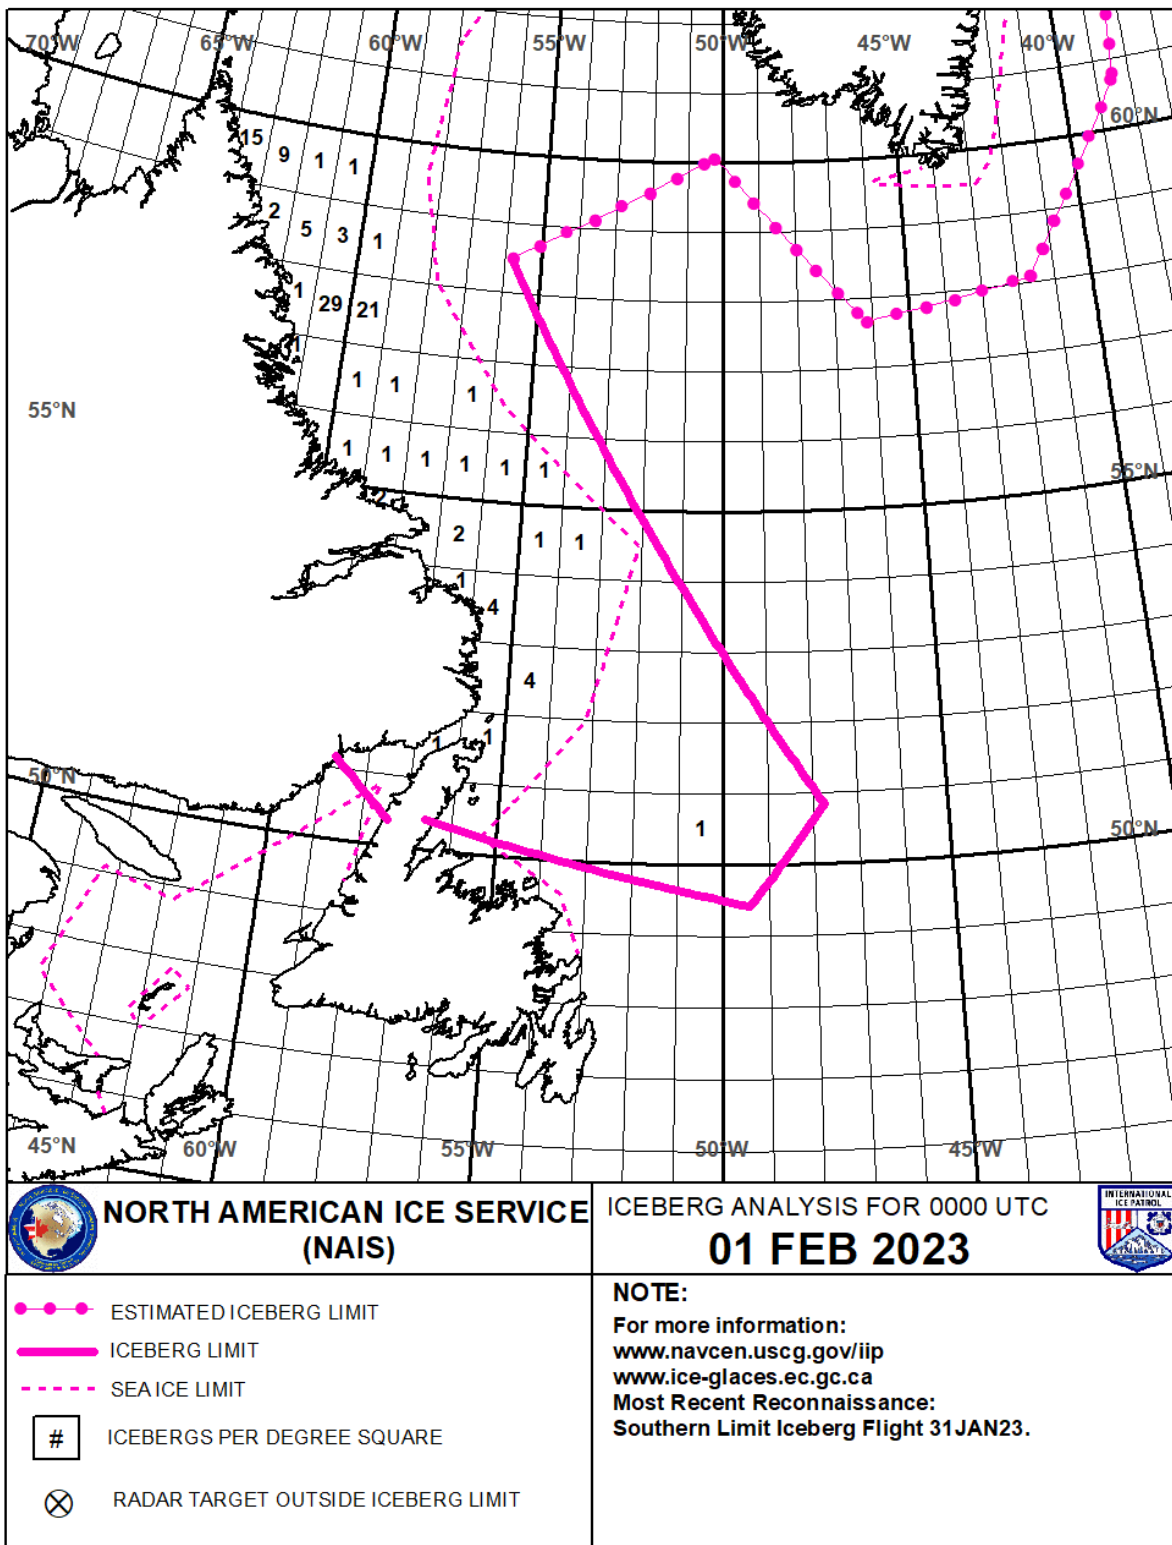 70°W 65°W 60°W 55°W 50°W 45°W 40°W
60°N
15 9 1 1
2 5 3 1
1 29 21
1
1 1 1
55°N
1 1 1 1 1 1
55°N
2
2 1 1
1
4
4
1 1
50°N
1
50°N
45°N 60°W 55°W 50°W 45°W
NORTH AMERICAN ICE SERVICE
(NAIS)
ICEBERG ANALYSIS FOR 0000 UTC
01 FEB 2023
INTERNATIONAL
ICE PATROL
ESTIMATED ICEBERG LIMIT
ICEBERG LIMIT
SEA ICE LIMIT
# ICEBERGS PER DEGREE SQUARE
RADAR TARGET OUTSIDE ICEBERG LIMIT
NOTE:
For more information:
www.navcen.uscg.gov/iip
www.ice-glaces.ec.gc.ca
Most Recent Reconnaissance:
Southern Limit Iceberg Flight 31JAN23.